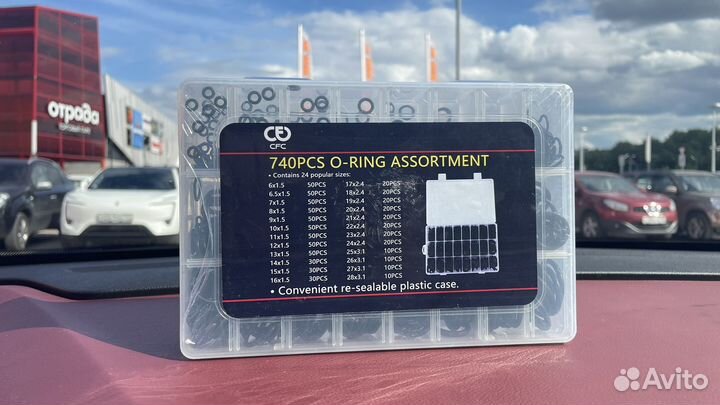 отрада
CFC
740PCS O-RING ASSORTMENT
• Contains 24 popular sizes:
6x1.5 50PCS 17x2.4 20PCS
6.5x1.5 50PCS 18x2.4 20PCS
7x1.5 50PCS 19x2.4 20PCS
8x1.5 50PCS 20x2.4 20PCS
9x1.5 50PCS 21x2.4 20PCS
10x1.5 50PCS 22x2.4 20PCS
11x1.5 50PCS 23x2.4 20PCS
12x1.5 50PCS 24x2.4 20PCS
13x1.5 50PCS 25x3.1 10PCS
14x1.5 30PCS 26x3.1 10PCS
15x1.5 30PCS 27x3.1 10PCS
16x1.5 30PCS 28x3.1 10PCS
• Convenient re-sealable plastic case.
Avito